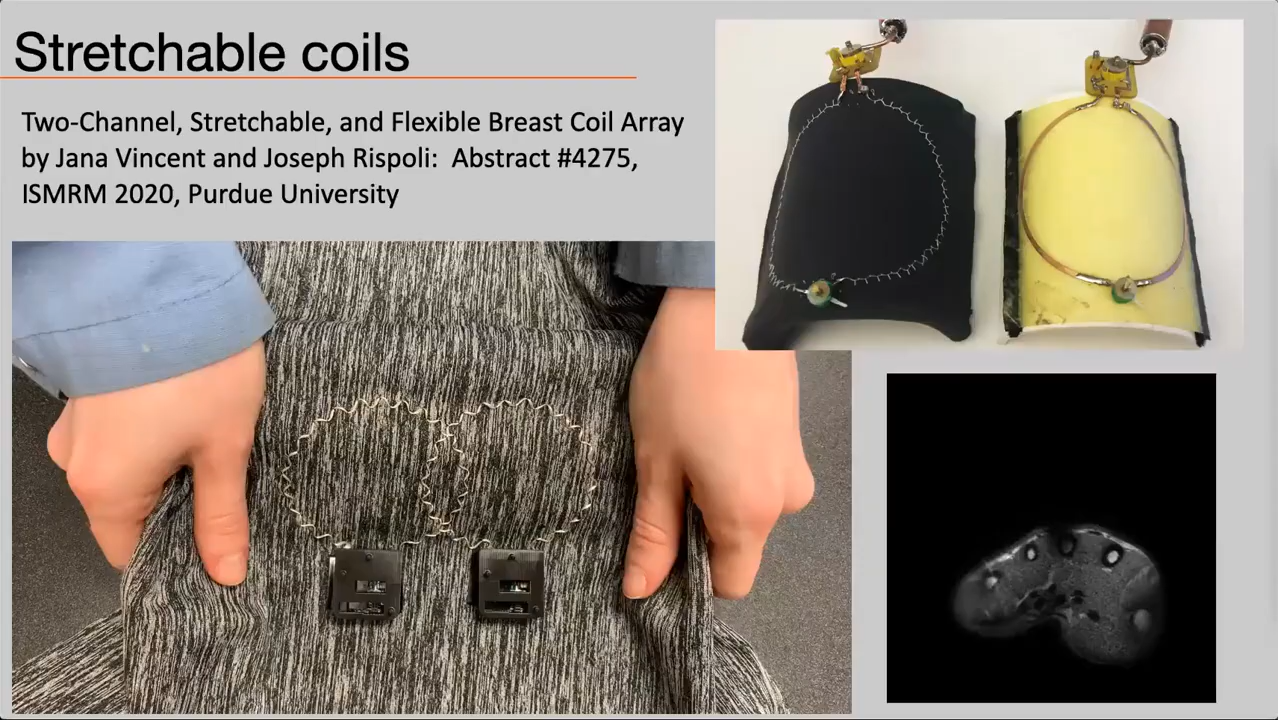 Stretchable coils
Two-Channel, Stretchable, and Flexible Breast Coil Array
by Jana Vincent and Joseph Rispoli:  Abstract #4275,
ISMRM 2020, Purdue University